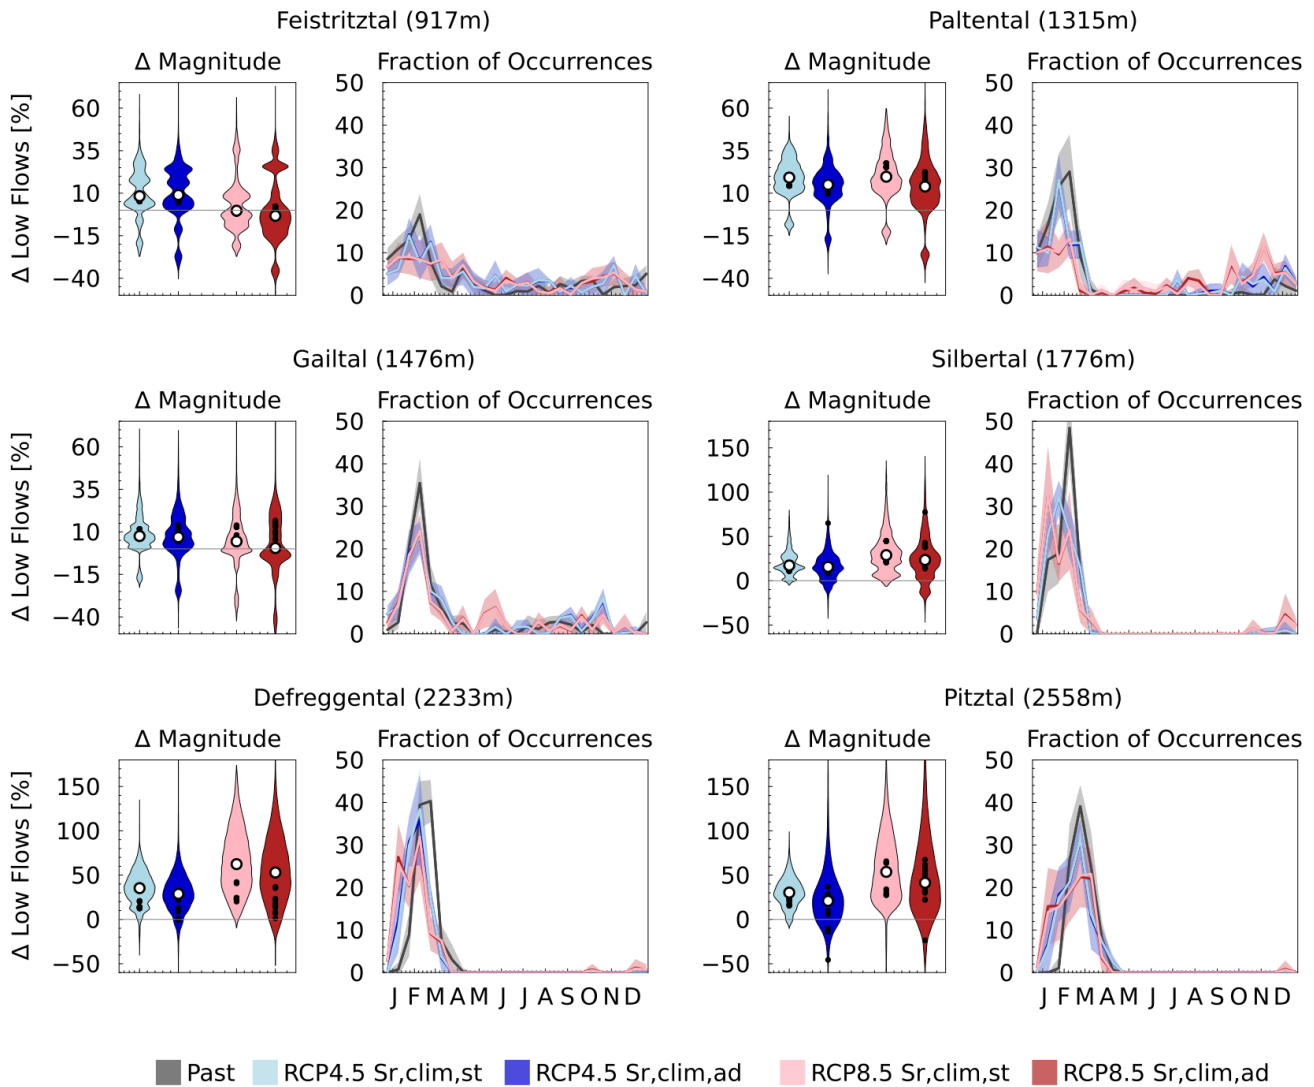 Feistritztal (917m)
Paltental (1315m)
Δ Magnitude
Fraction of Occurrences
Δ Magnitude
Fraction of Occurrences
Δ Low Flows [%]
60
35
10
−15
−40
50
40
30
20
10
0
60
35
10
−15
−40
50
40
30
20
10
0
Gailtal (1476m)
Silbertal (1776m)
Δ Magnitude
Fraction of Occurrences
Δ Magnitude
Fraction of Occurrences
Δ Low Flows [%]
60
35
10
−15
−40
50
40
30
20
10
0
150
100
50
0
−50
50
40
30
20
10
0
Defreggental (2233m)
Pitztal (2558m)
Δ Magnitude
Fraction of Occurrences
Δ Magnitude
Fraction of Occurrences
Δ Low Flows [%]
150
100
50
0
−50
50
40
30
20
10
0
150
100
50
0
−50
50
40
30
20
10
0
J F M A M J J A S O N D
J F M A M J J A S O N D
Past RCP4.5 Sr,clim,st RCP4.5 Sr,clim,ad RCP8.5 Sr,clim,st RCP8.5 Sr,clim,ad